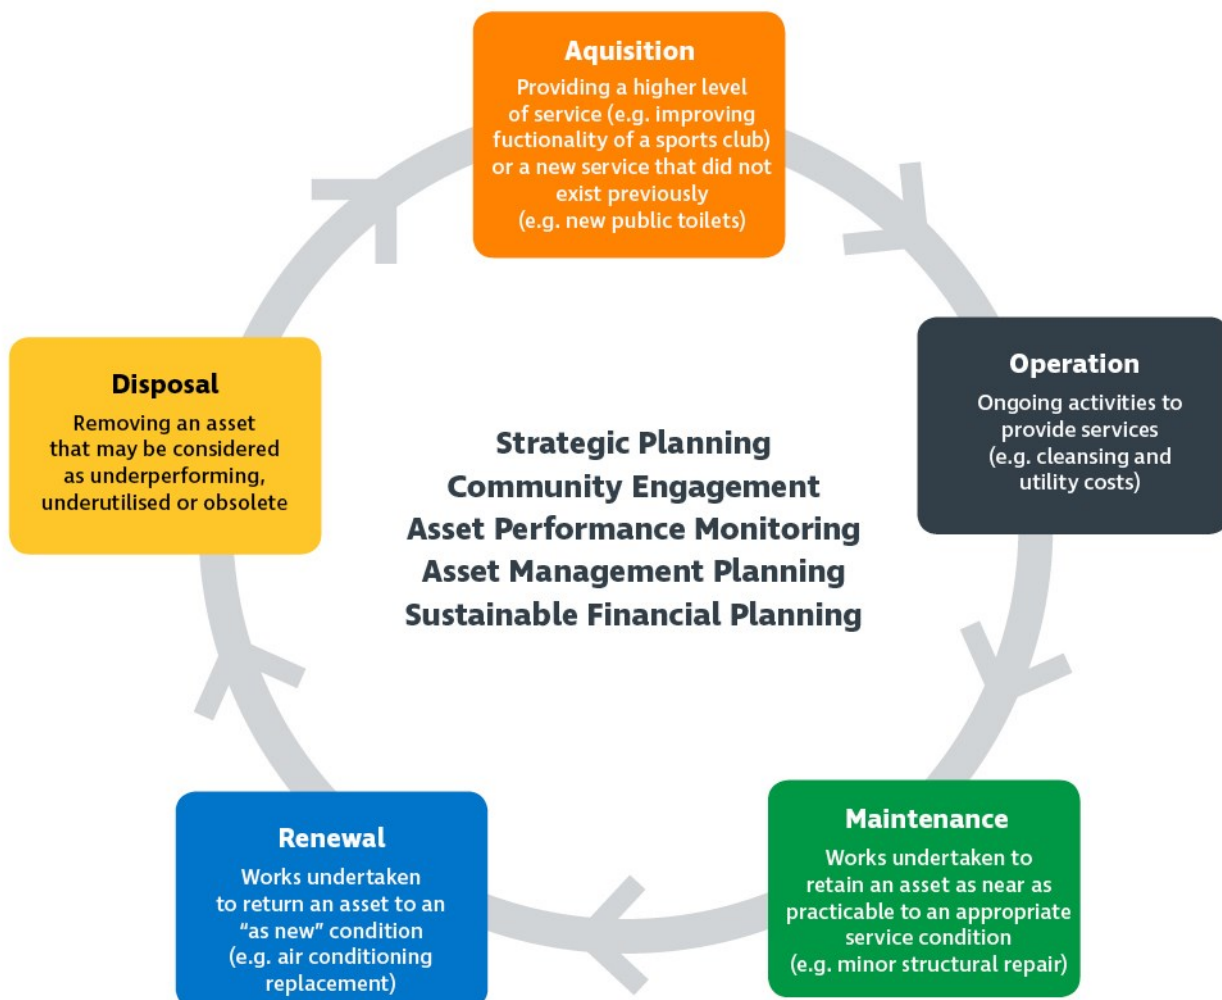 Aquisition
Providing a higher level
of service (e.g. improving
fuctionality of a sports club)
or a new service that did not
exist previously
(e.g. new public toilets)
Operation
Ongoing activities to
provide services
(e.g. cleansing and
utility costs)
Maintenance
Works undertaken to
retain an asset as near as
practicable to an appropriate
service condition
(e.g. minor structural repair)
Renewal
Works undertaken
to return an asset to an
“as new” condition
(e.g. air conditioning
replacement)
Disposal
Removing an asset
that may be considered
as underperforming,
underutilised or obsolete
Strategic Planning
Community Engagement
Asset Performance Monitoring
Asset Management Planning
Sustainable Financial Planning